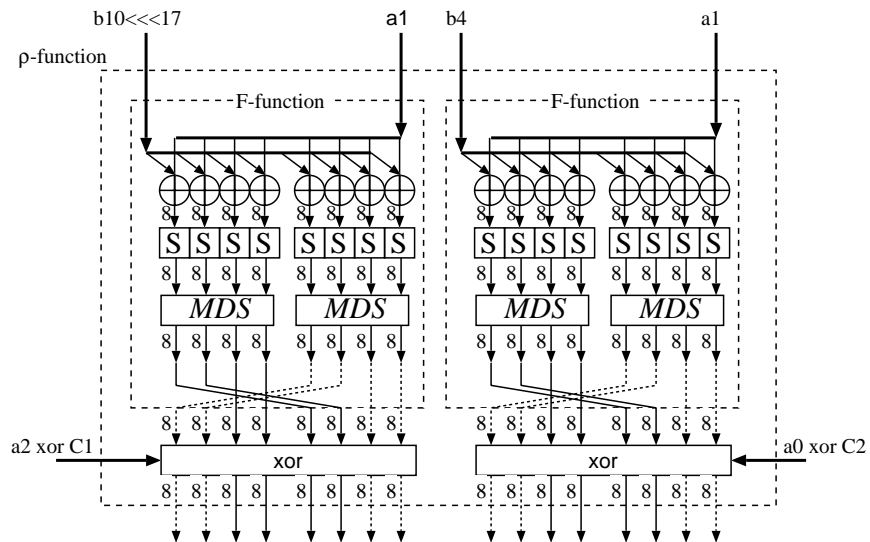 b10<<<17 a1 b4 a1
ρ-function
F-function F-function
8 8 8 8 8 8 8 8 8 8 8 8 8 8 8 8
S S S S S S S S S S S S S S S S
8 8 8 8 8 8 8 8 8 8 8 8 8 8 8 8
MDS MDS MDS MDS
8 8 8 8 8 8 8 8 8 8 8 8 8 8 8 8
8 8 8 8 8 8 8 8 8 8 8 8 8 8 8 8
a2 xor C1 xor xor a0 xor C2
8 8 8 8 8 8 8 8 8 8 8 8 8 8 8 8